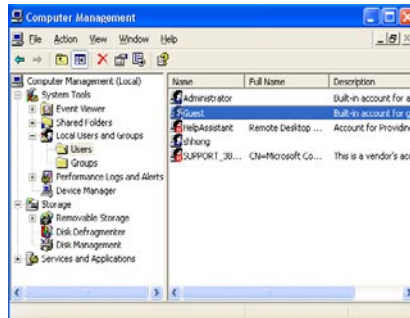 Computer Management
File Action View Window Help
Computer Management (Local)
System Tools
Event Viewer
Shared Folders
Local Users and Groups
Users
Groups
Performance Logs and Alerts
Device Manager
Storage
Removable Storage
Disk Defragmenter
Disk Management
Services and Applications
Name Full Name Description
Administrator Built-in account for a
Guest Built-in account for g
HelpAssistant Remote Desktop ... Account for Providin
shhong
SUPPORT_38... CN=Microsoft Co... This is a vendor's acc